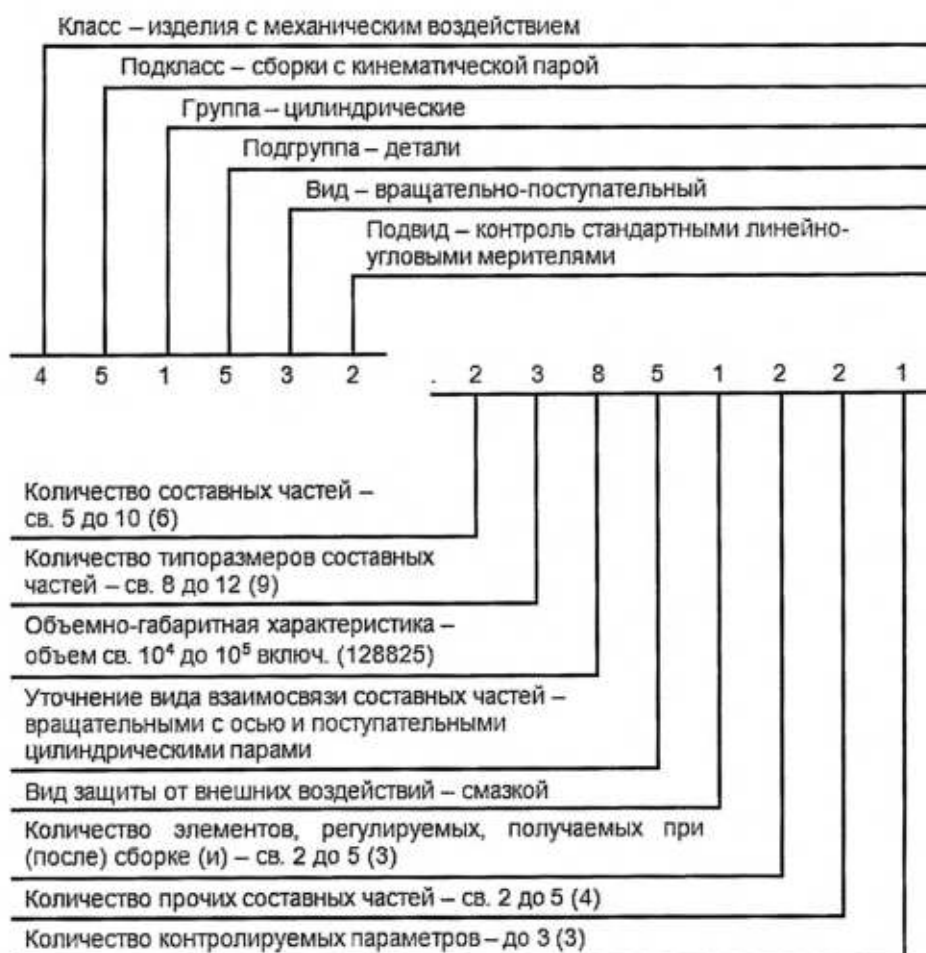 Класс – изделия с механическим воздействием
Подкласс – сборки с кинематической парой
Группа – цилиндрические
Подгруппа – детали
Вид – вращательно-поступательный
Подвид – контроль стандартными линейно-
угловыми мерителями
4 5 1 5 3 2
. 2 3 8 5 1 2 2 1
Количество составных частей –
св. 5 до 10 (6)
Количество типоразмеров составных
частей – св. 8 до 12 (9)
Объемно-габаритная характеристика –
объем св. 10⁴ до 10⁵ включ. (128825)
Уточнение вида взаимосвязи составных частей –
вращательными с осью и поступательными
цилиндрическими парами
Вид защиты от внешних воздействий – смазкой
Количество элементов, регулируемых, получаемых при
(после) сборке (и) – св. 2 до 5 (3)
Количество прочих составных частей – св. 2 до 5 (4)
Количество контролируемых параметров – до 3 (3)